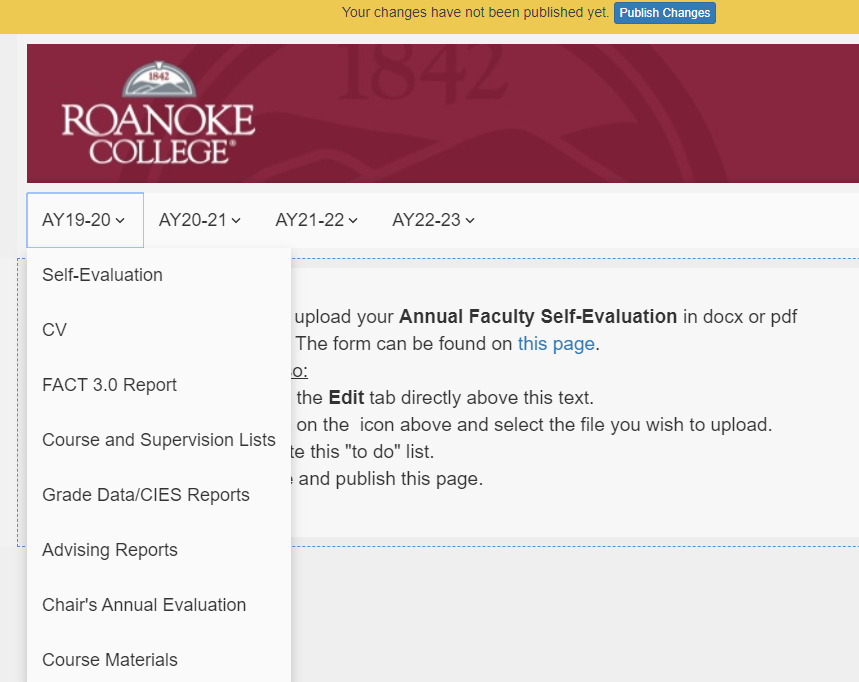 Your changes have not been published yet. Publish Changes
1842
1842
ROANOKE
COLLEGE®
AY19-20 AY20-21 AY21-22 AY22-23
Self-Evaluation
CV
FACT 3.0 Report
Course and Supervision Lists
Grade Data/CIES Reports
Advising Reports
Chair's Annual Evaluation
Course Materials
upload your Annual Faculty Self-Evaluation in docx or pdf
The form can be found on this page.
so:
the Edit tab directly above this text.
on the icon above and select the file you wish to upload.
this "to do" list.
and publish this page.